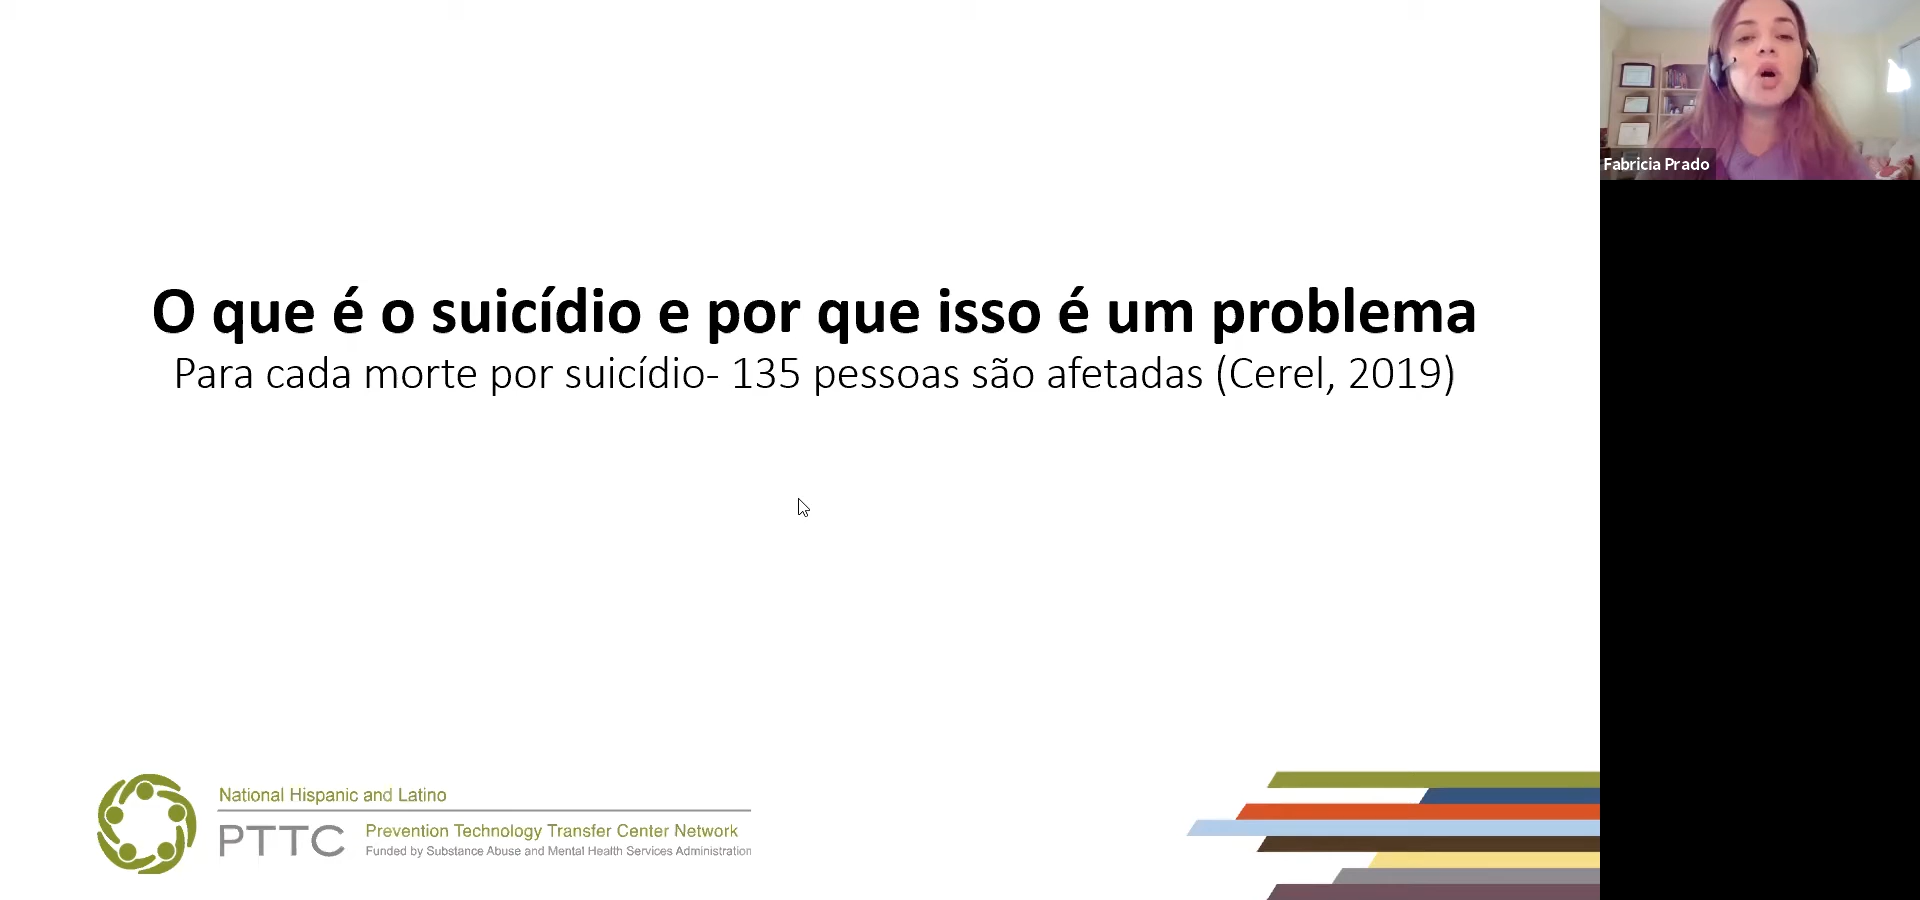 Fabricia Prado
O que é o suicídio e por que isso é um problema
Para cada morte por suicídio- 135 pessoas são afetadas (Cerel, 2019)
National Hispanic and Latino
PTTC
Prevention Technology Transfer Center Network
Funded by Substance Abuse and Mental Health Services Administration